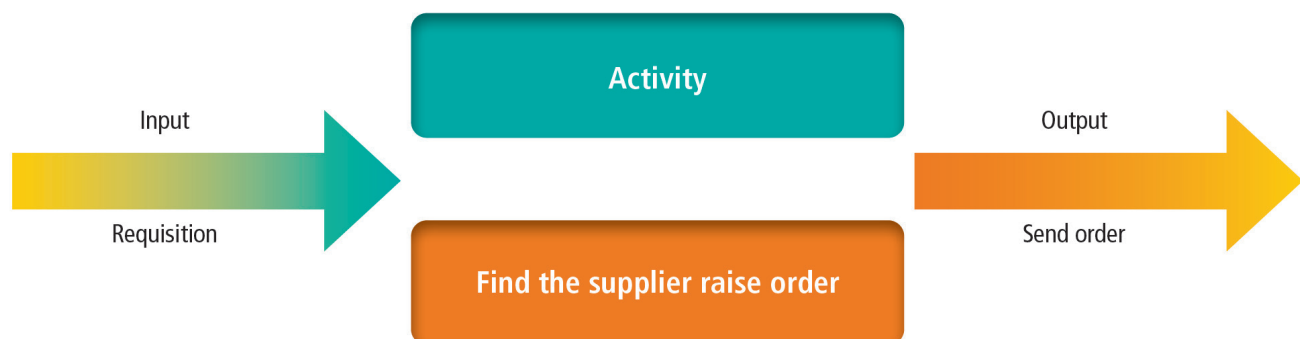 Activity
Input
Requisition
Output
Send order
Find the supplier raise order